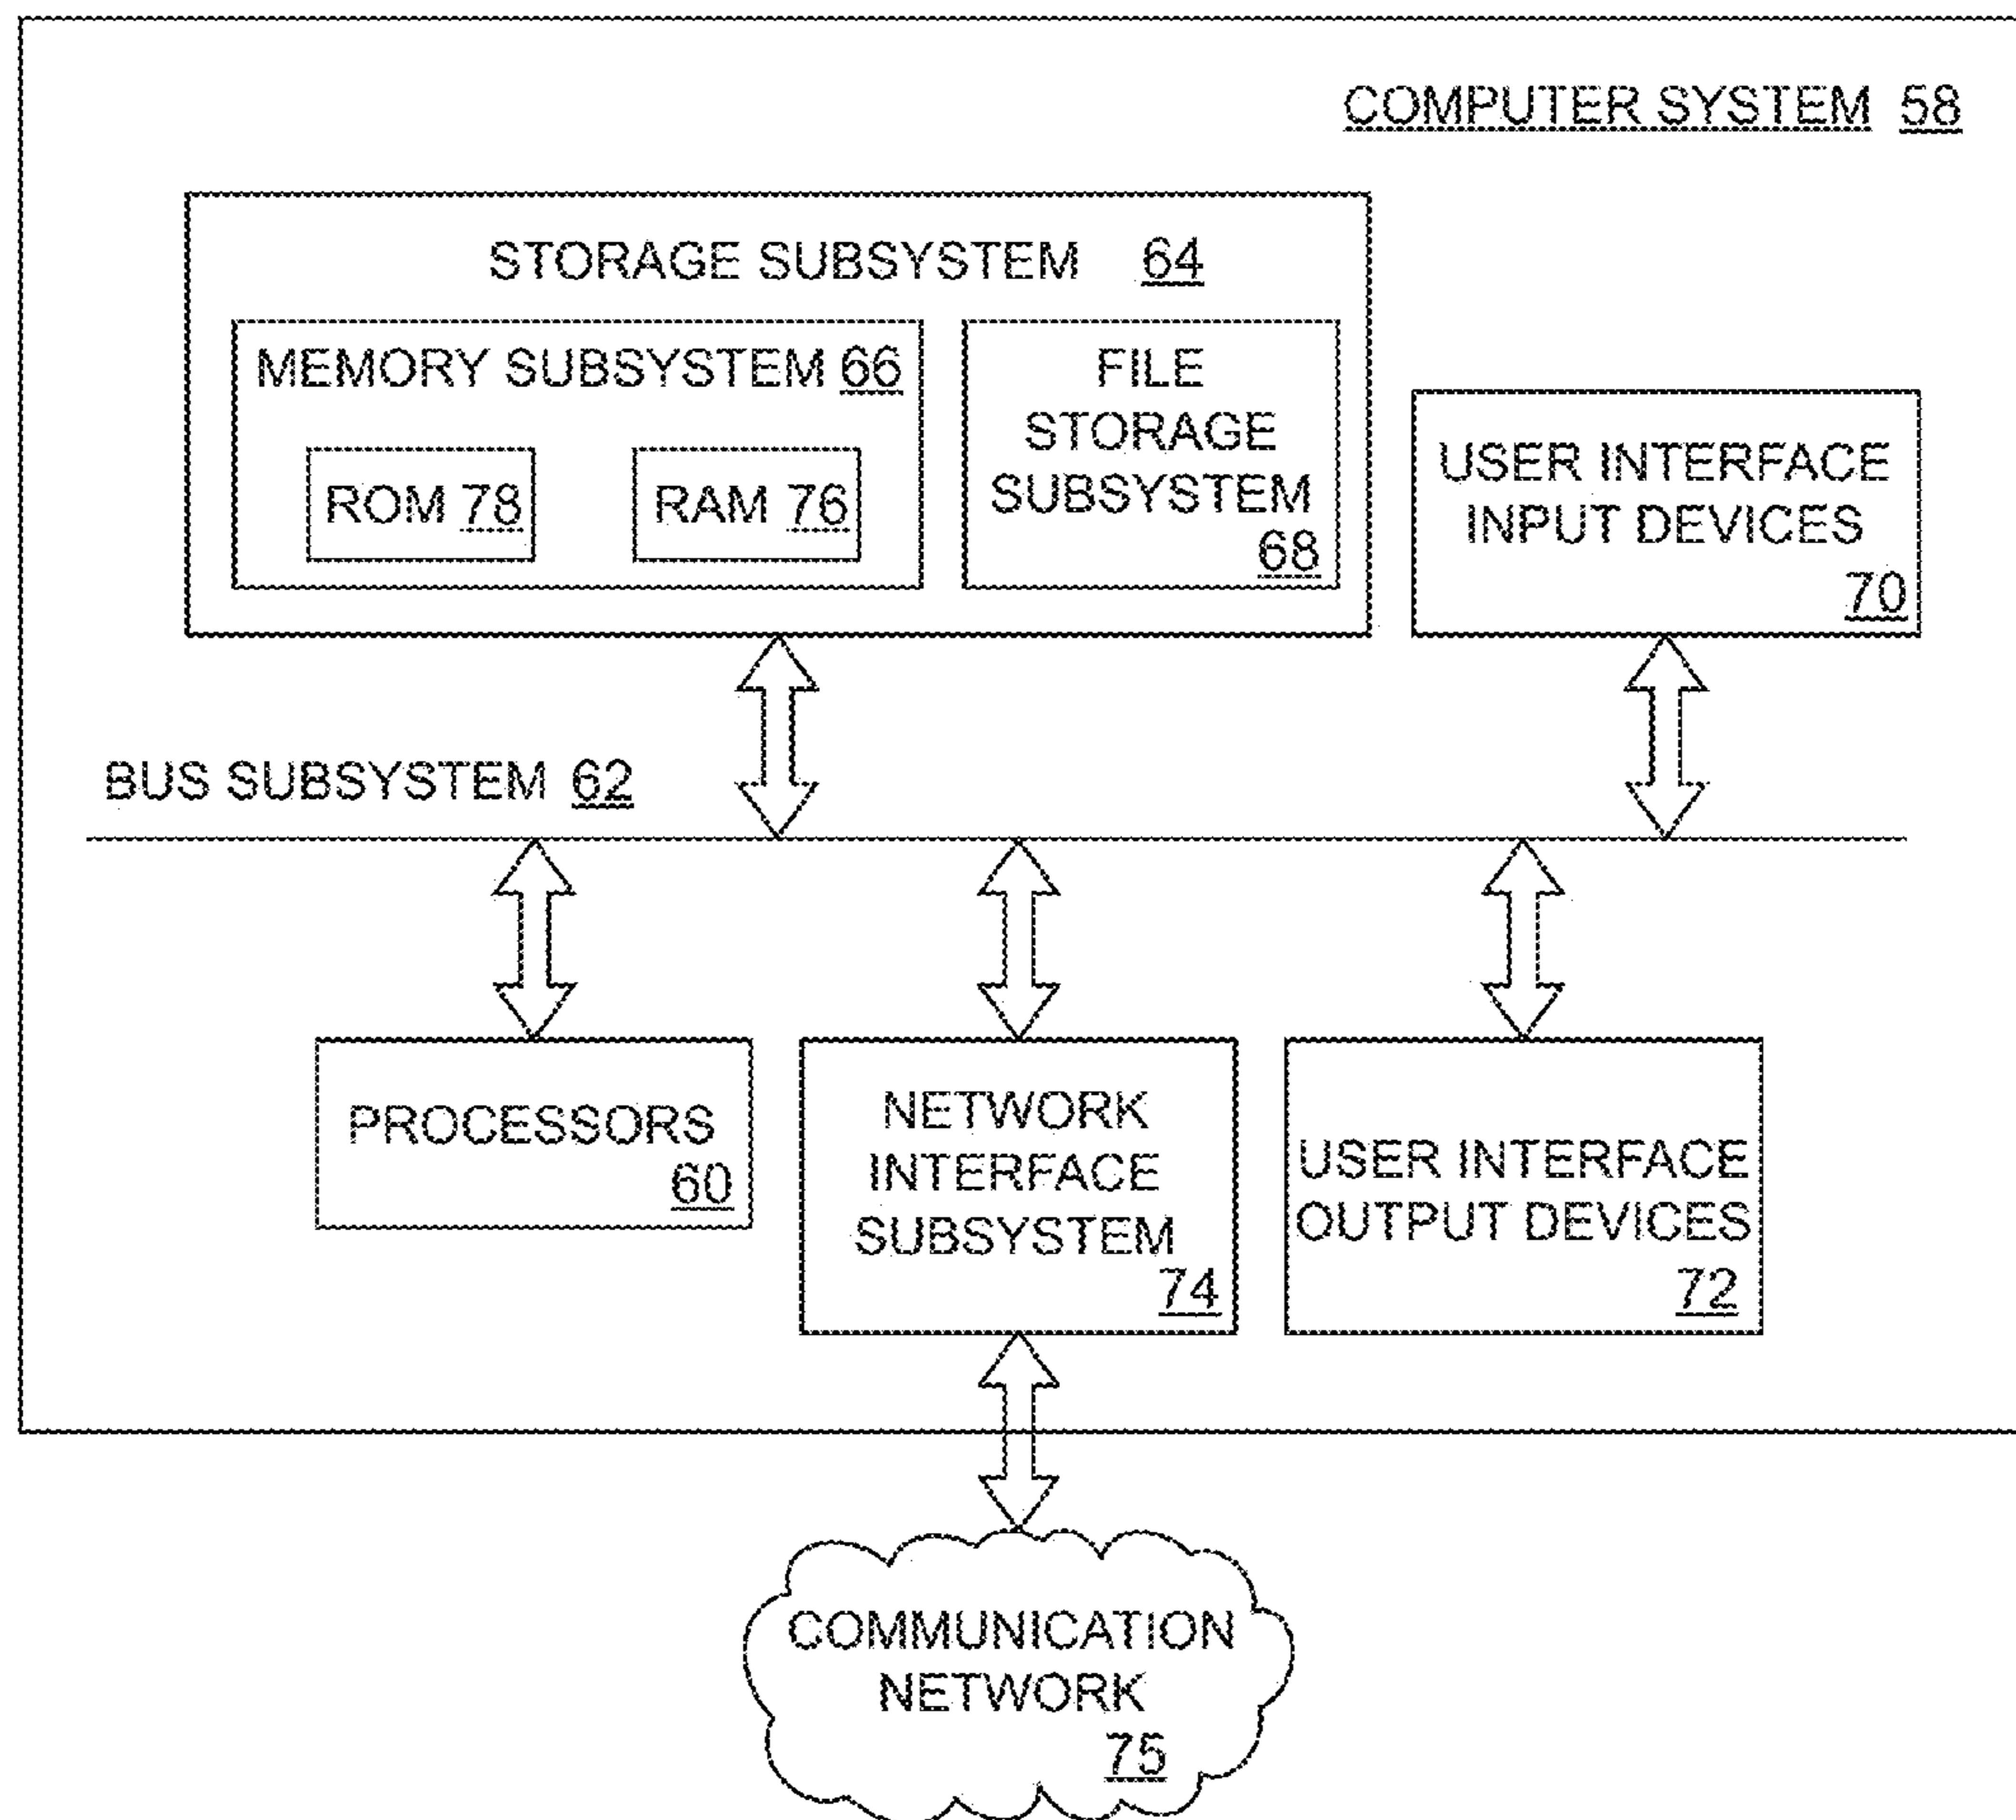 COMPUTER SYSTEM 58
STORAGE SUBSYSTEM 64
MEMORY SUBSYSTEM 66
ROM 78
RAM 76
FILE
STORAGE
SUBSYSTEM
68
USER INTERFACE
INPUT DEVICES
70
BUS SUBSYSTEM 62
PROCESSORS
60
NETWORK
INTERFACE
SUBSYSTEM
74
USER INTERFACE
OUTPUT DEVICES
72
COMMUNICATION
NETWORK
75